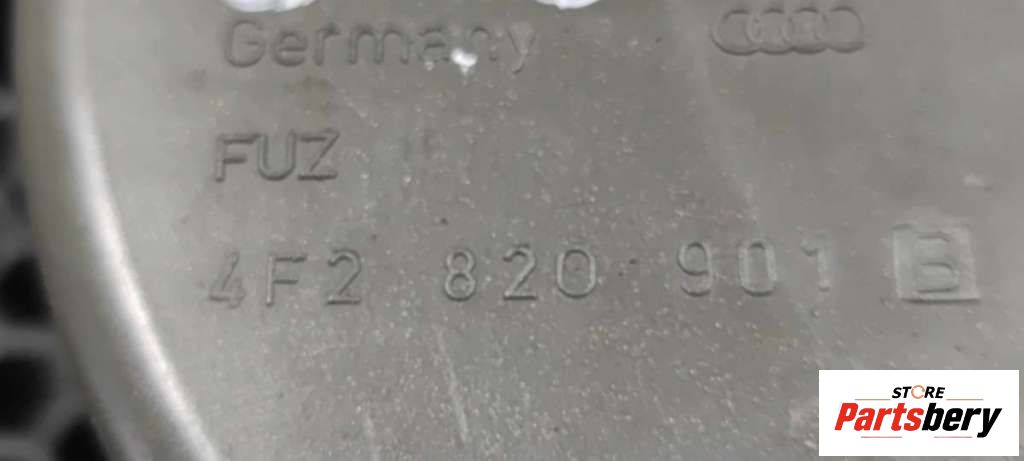 Germany
FUZ
4F2 820 901 B
STORE
Partsbery